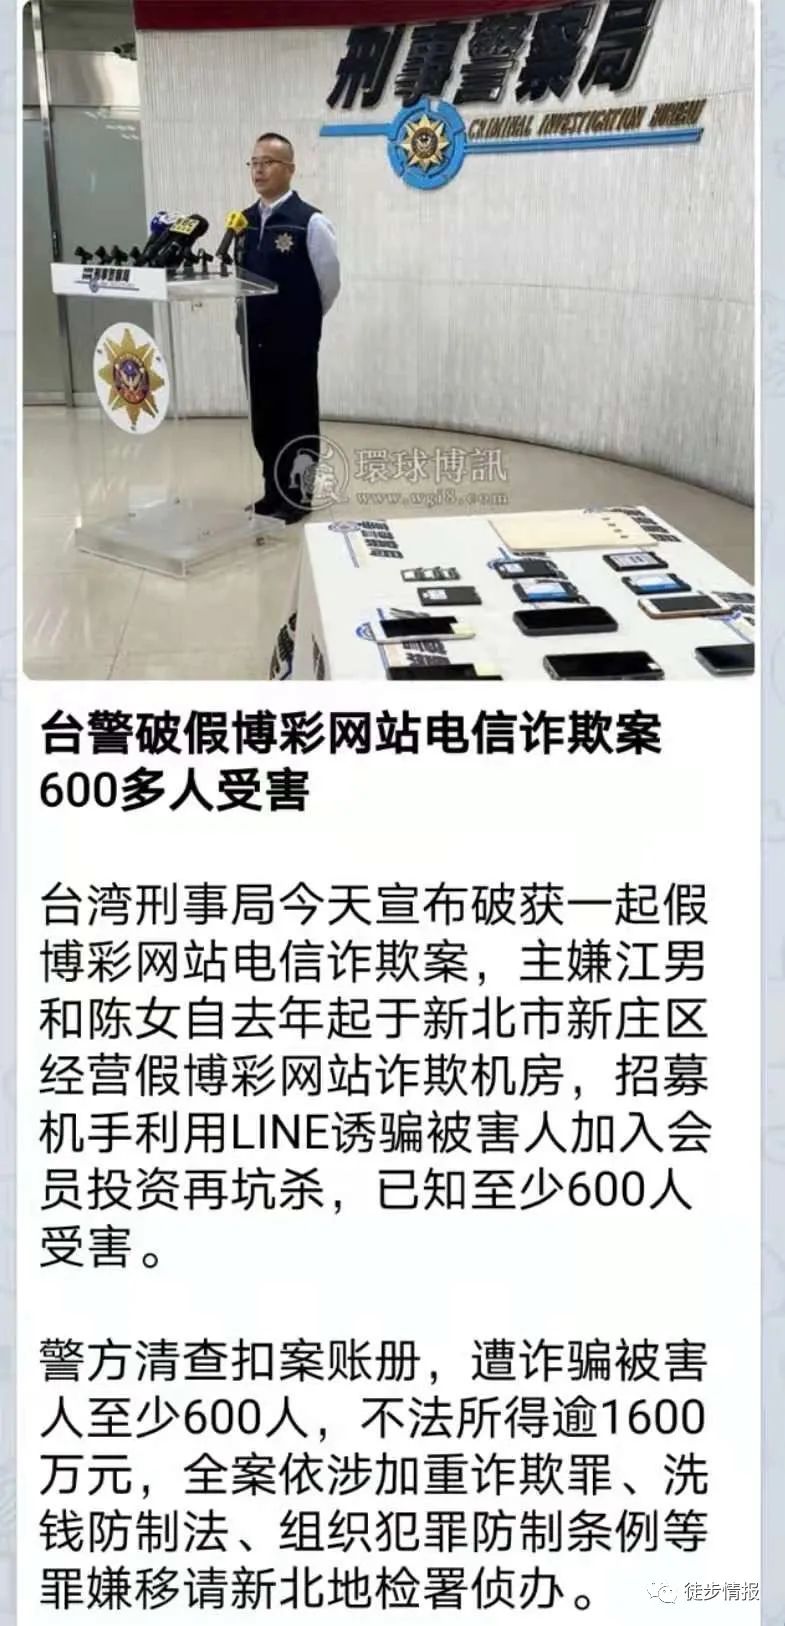 刑事警察局
CRIMINAL INVESTIGATION BUREAU
刑事警察局
環球博訊
www.wgi8.com
台警破假博彩网站电信诈欺案
600多人受害
台湾刑事局今天宣布破获一起假
博彩网站电信诈欺案，主嫌江男
和陈女自去年起于新北市新庄区
经营假博彩网站诈欺机房，招募
机手利用LINE诱骗被害人加入会
员投资再坑杀，已知至少600人
受害。
警方清查扣案账册，遭诈骗被害
人至少600人，不法所得逾1600
万元，全案依涉加重诈欺罪、洗
钱防制法、组织犯罪防制条例等
罪嫌移请新北地检署侦办。
徒步情报